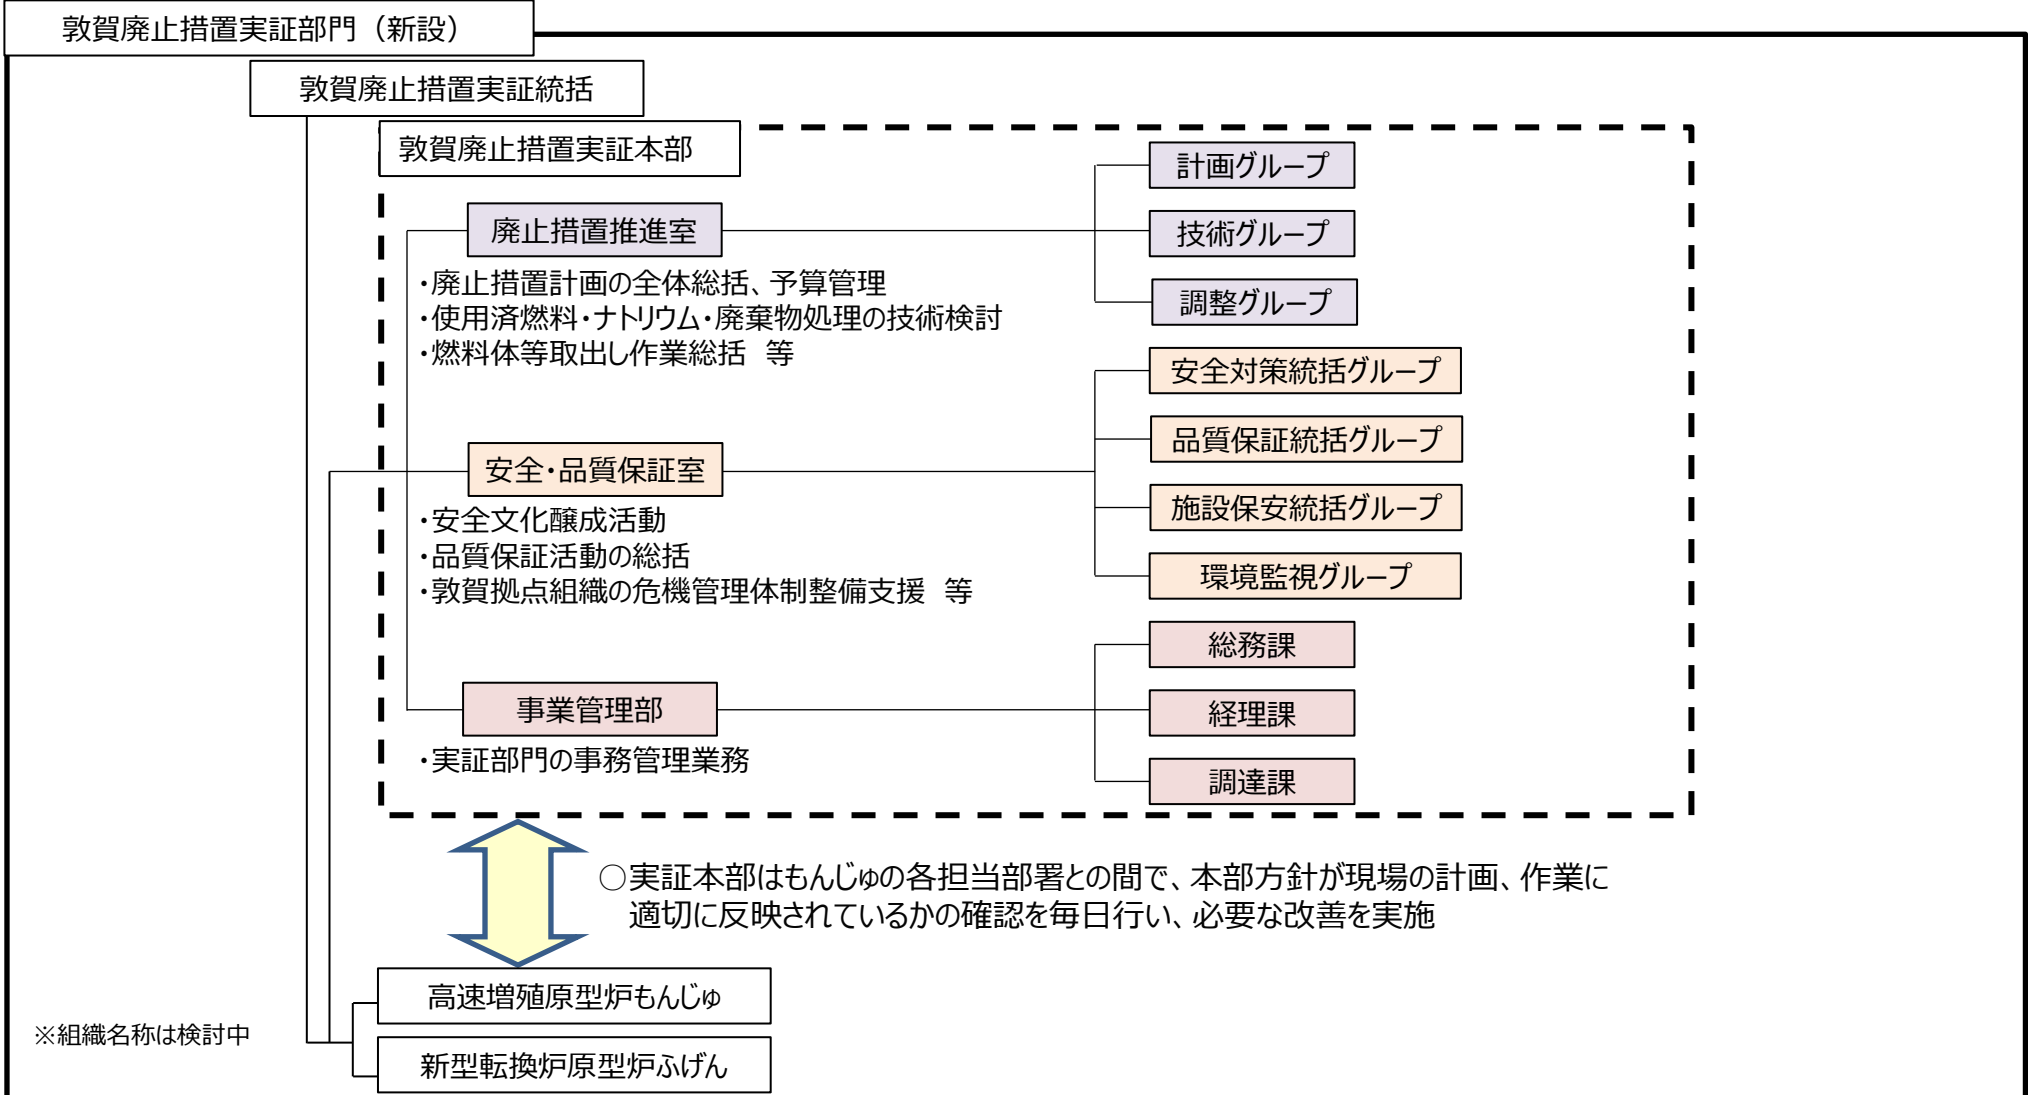 敦賀廃止措置実証部門（新設）
敦賀廃止措置実証統括
敦賀廃止措置実証本部
廃止措置推進室
・廃止措置計画の全体総括、予算管理
・使用済燃料・ナトリウム・廃棄物処理の技術検討
・燃料体等取出し作業総括　等
計画グループ
技術グループ
調整グループ
安全・品質保証室
・安全文化醸成活動
・品質保証活動の総括
・敦賀拠点組織の危機管理体制整備支援　等
安全対策統括グループ
品質保証統括グループ
施設保安統括グループ
環境監視グループ
事業管理部
・実証部門の事務管理業務
総務課
経理課
調達課
○実証本部はもんじゅの各担当部署との間で、本部方針が現場の計画、作業に
適切に反映されているかの確認を毎日行い、必要な改善を実施
高速増殖原型炉もんじゅ
新型転換炉原型炉ふげん
※組織名称は検討中